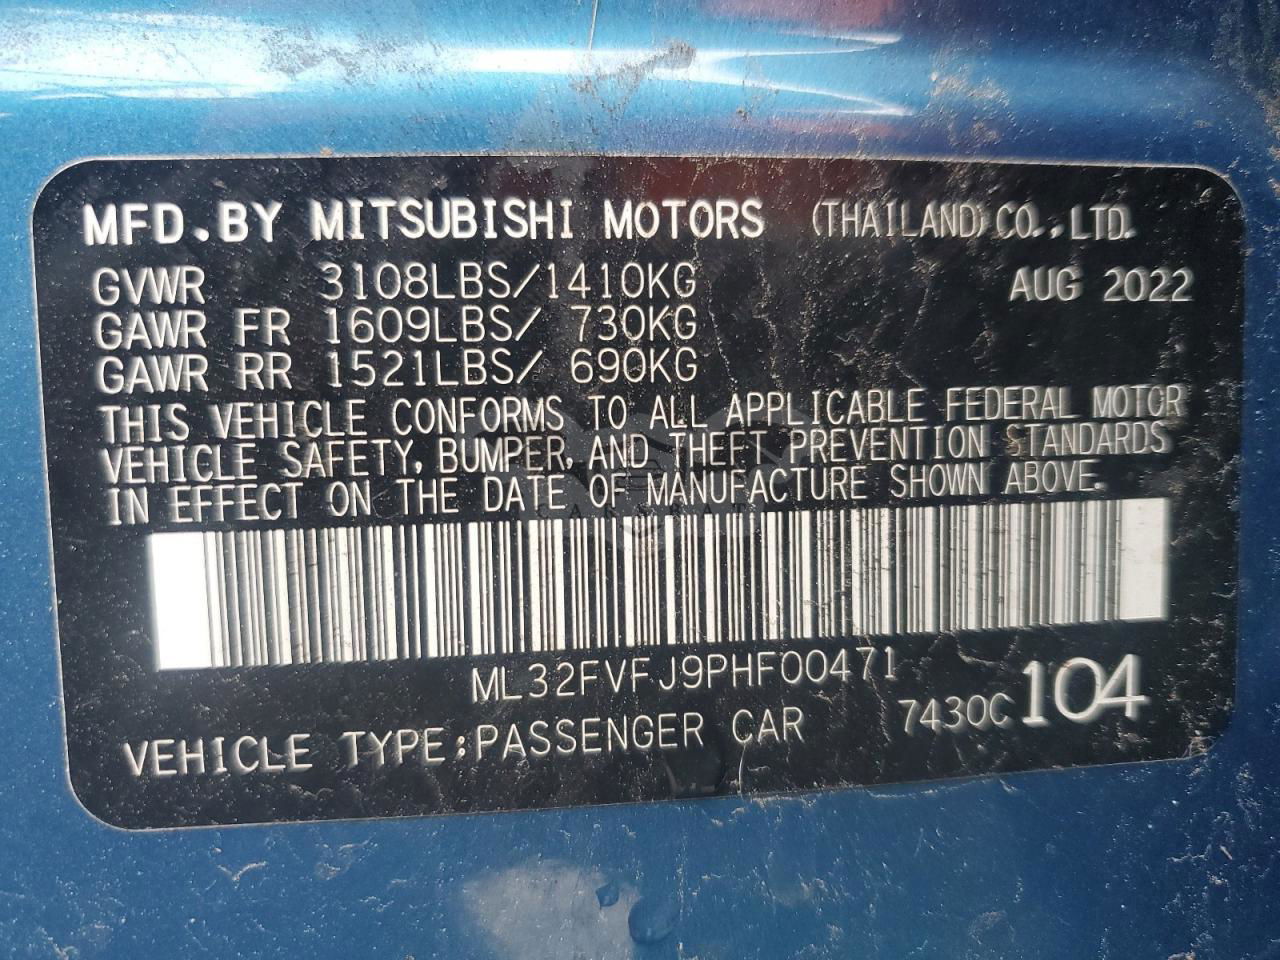 MFD.BY MITSUBISHI MOTORS (THAILAND)CO.,LTD.
GVWR 3108LBS/1410KG AUG 2022
GAWR FR 1609LBS/ 730KG
GAWR RR 1521LBS/ 690KG
THIS VEHICLE CONFORMS TO ALL APPLICABLE FEDERAL MOTOR
VEHICLE SAFETY, BUMPER, AND THEFT PREVENTION STANDARDS
IN EFFECT ON THE DATE OF MANUFACTURE SHOWN ABOVE.
ML32FVFJ9PHF00471
VEHICLE TYPE:PASSENGER CAR 7430C 104